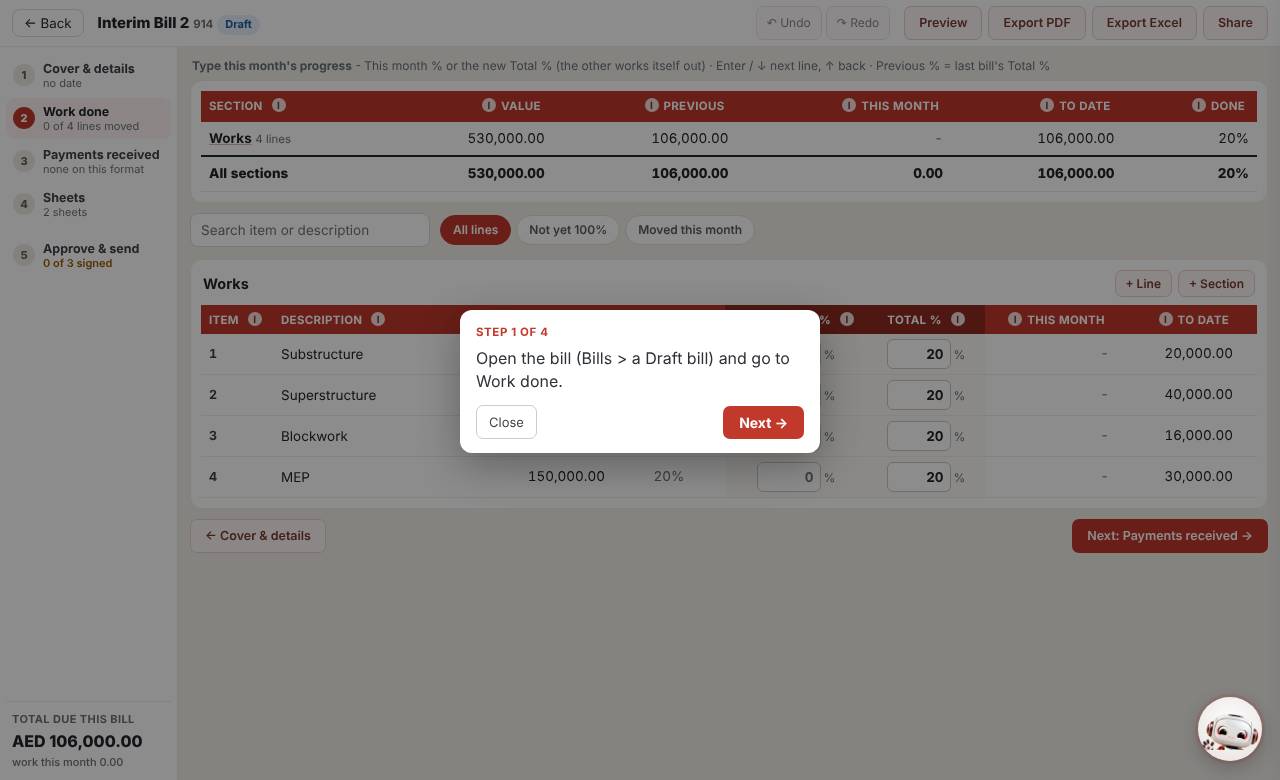 ← Back Interim Bill 2 914 Draft ↶ Undo ↷ Redo Preview Export PDF Export Excel Share
1 Cover & details
no date
2 Work done
0 of 4 lines moved
3 Payments received
none on this format
4 Sheets
2 sheets
5 Approve & send
0 of 3 signed
TOTAL DUE THIS BILL
AED 106,000.00
work this month 0.00
Type this month's progress - This month % or the new Total % (the other works itself out) · Enter / ↓ next line, ↑ back · Previous % = last bill's Total %
SECTION I I VALUE I PREVIOUS I THIS MONTH I TO DATE I DONE
Works 4 lines 530,000.00 106,000.00 - 106,000.00 20%
All sections 530,000.00 106,000.00 0.00 106,000.00 20%
Search item or description All lines Not yet 100% Moved this month
Works + Line + Section
ITEM I DESCRIPTION I % I TOTAL % I I THIS MONTH I TO DATE
1 Substructure % 20 % - 20,000.00
2 Superstructure % 20 % - 40,000.00
3 Blockwork % 20 % - 16,000.00
4 MEP 150,000.00 20% 0 % 20 % - 30,000.00
← Cover & details Next: Payments received →
STEP 1 OF 4
Open the bill (Bills > a Draft bill) and go to
Work done.
Close Next →